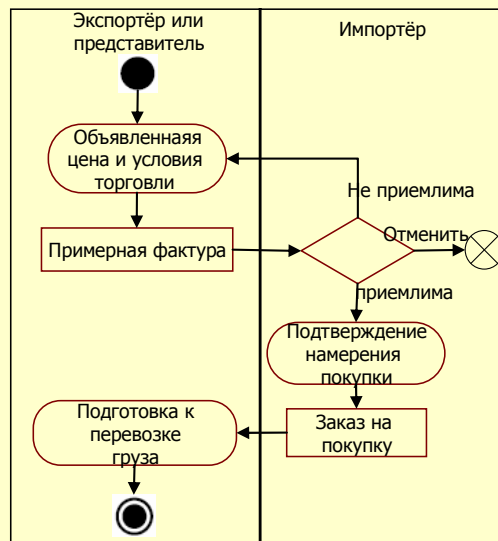 Экспортёр или
представитель
Импортёр
Объявленнаяя
цена и условия
торговли
Не приемлима
Примерная фактура
Отменить
приемлима
Подтверждение
намерения
покупки
Подготовка к
перевозке
груза
Заказ на
покупку